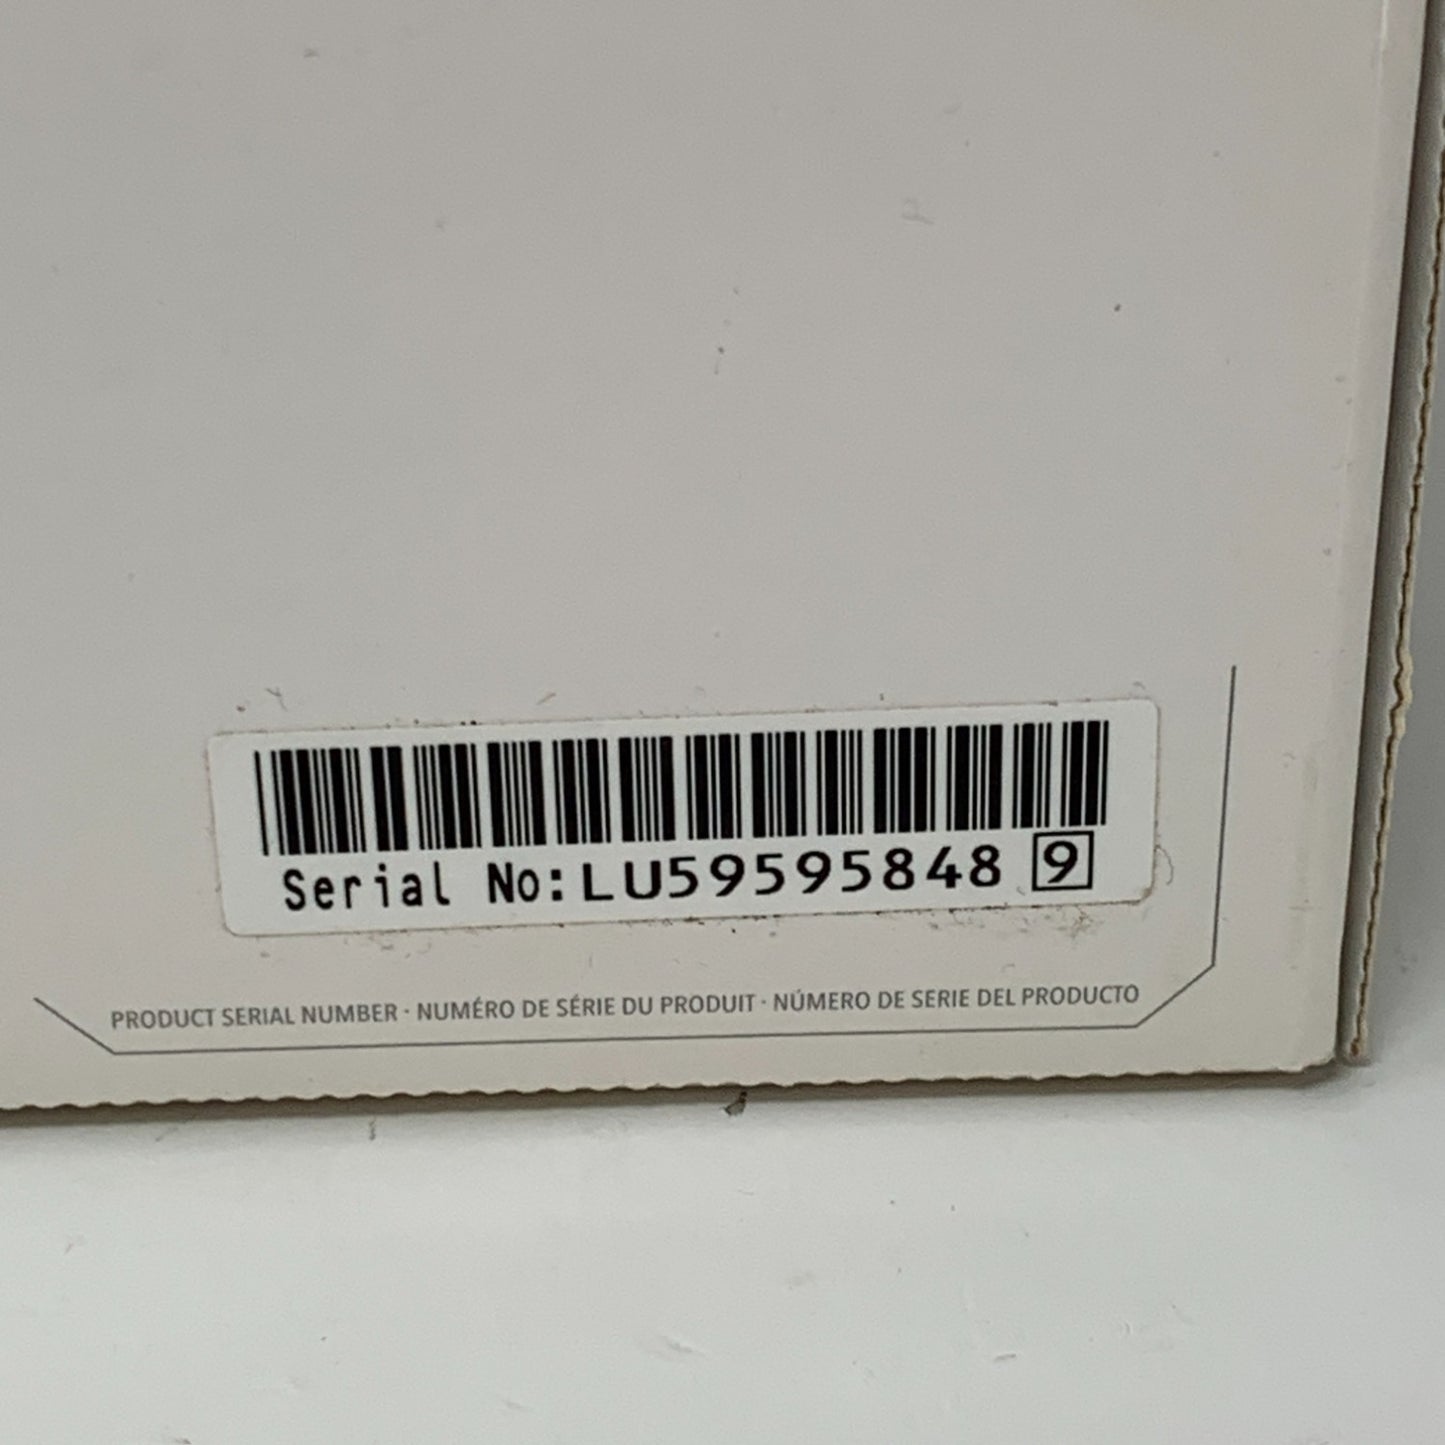 Serial No:LU59595848 9
PRODUCT SERIAL NUMBER · NUMÉRO DE SÉRIE DU PRODUIT · NÚMERO DE SERIE DEL PRODUCTO